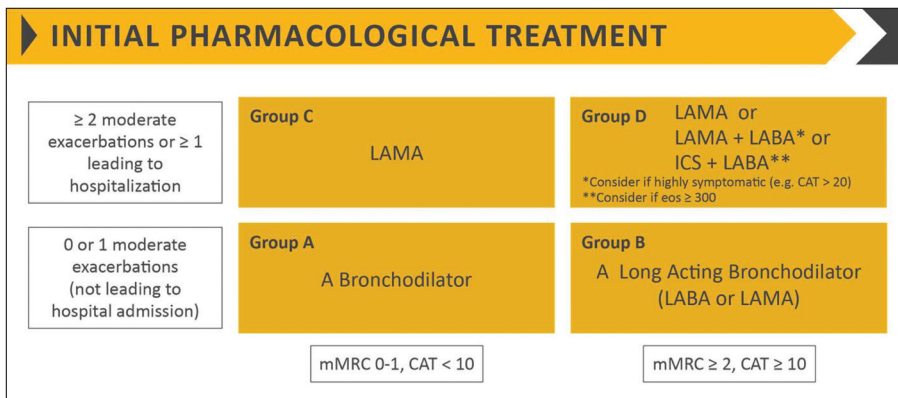 INITIAL PHARMACOLOGICAL TREATMENT
≥ 2 moderate
exacerbations or ≥ 1
leading to
hospitalization
Group C
LAMA
Group D
LAMA or
LAMA + LABA* or
ICS + LABA**
*Consider if highly symptomatic (e.g. CAT > 20)
**Consider if eos ≥ 300
0 or 1 moderate
exacerbations
(not leading to
hospital admission)
Group A
A Bronchodilator
Group B
A Long Acting Bronchodilator
(LABA or LAMA)
mMRC 0-1, CAT < 10
mMRC ≥ 2, CAT ≥ 10